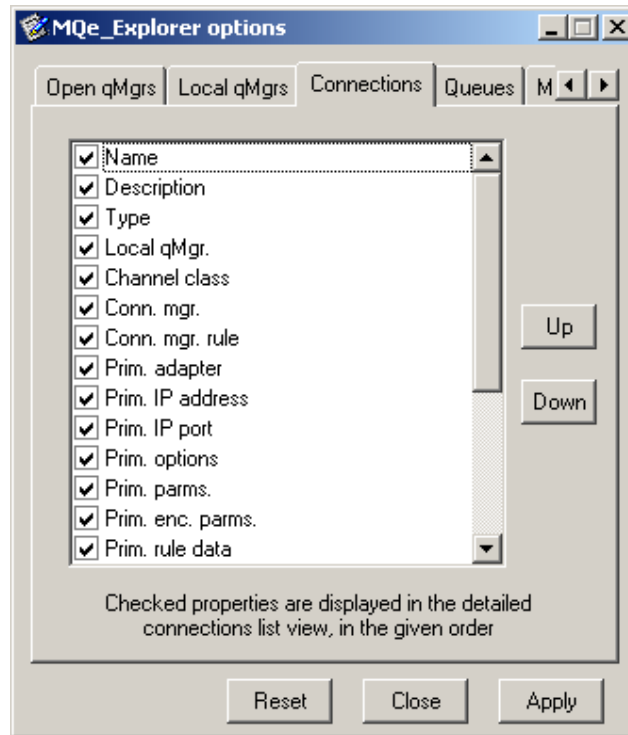 MQe_Explorer options
Open qMgrs Local qMgrs Connections Queues M
Name
Description
Type
Local qMgr.
Channel class
Conn. mgr.
Conn. mgr. rule
Prim. adapter
Prim. IP address
Prim. IP port
Prim. options
Prim. parms.
Prim. enc. parms.
Prim. rule data
Up
Down
Checked properties are displayed in the detailed
connections list view, in the given order
Reset Close Apply